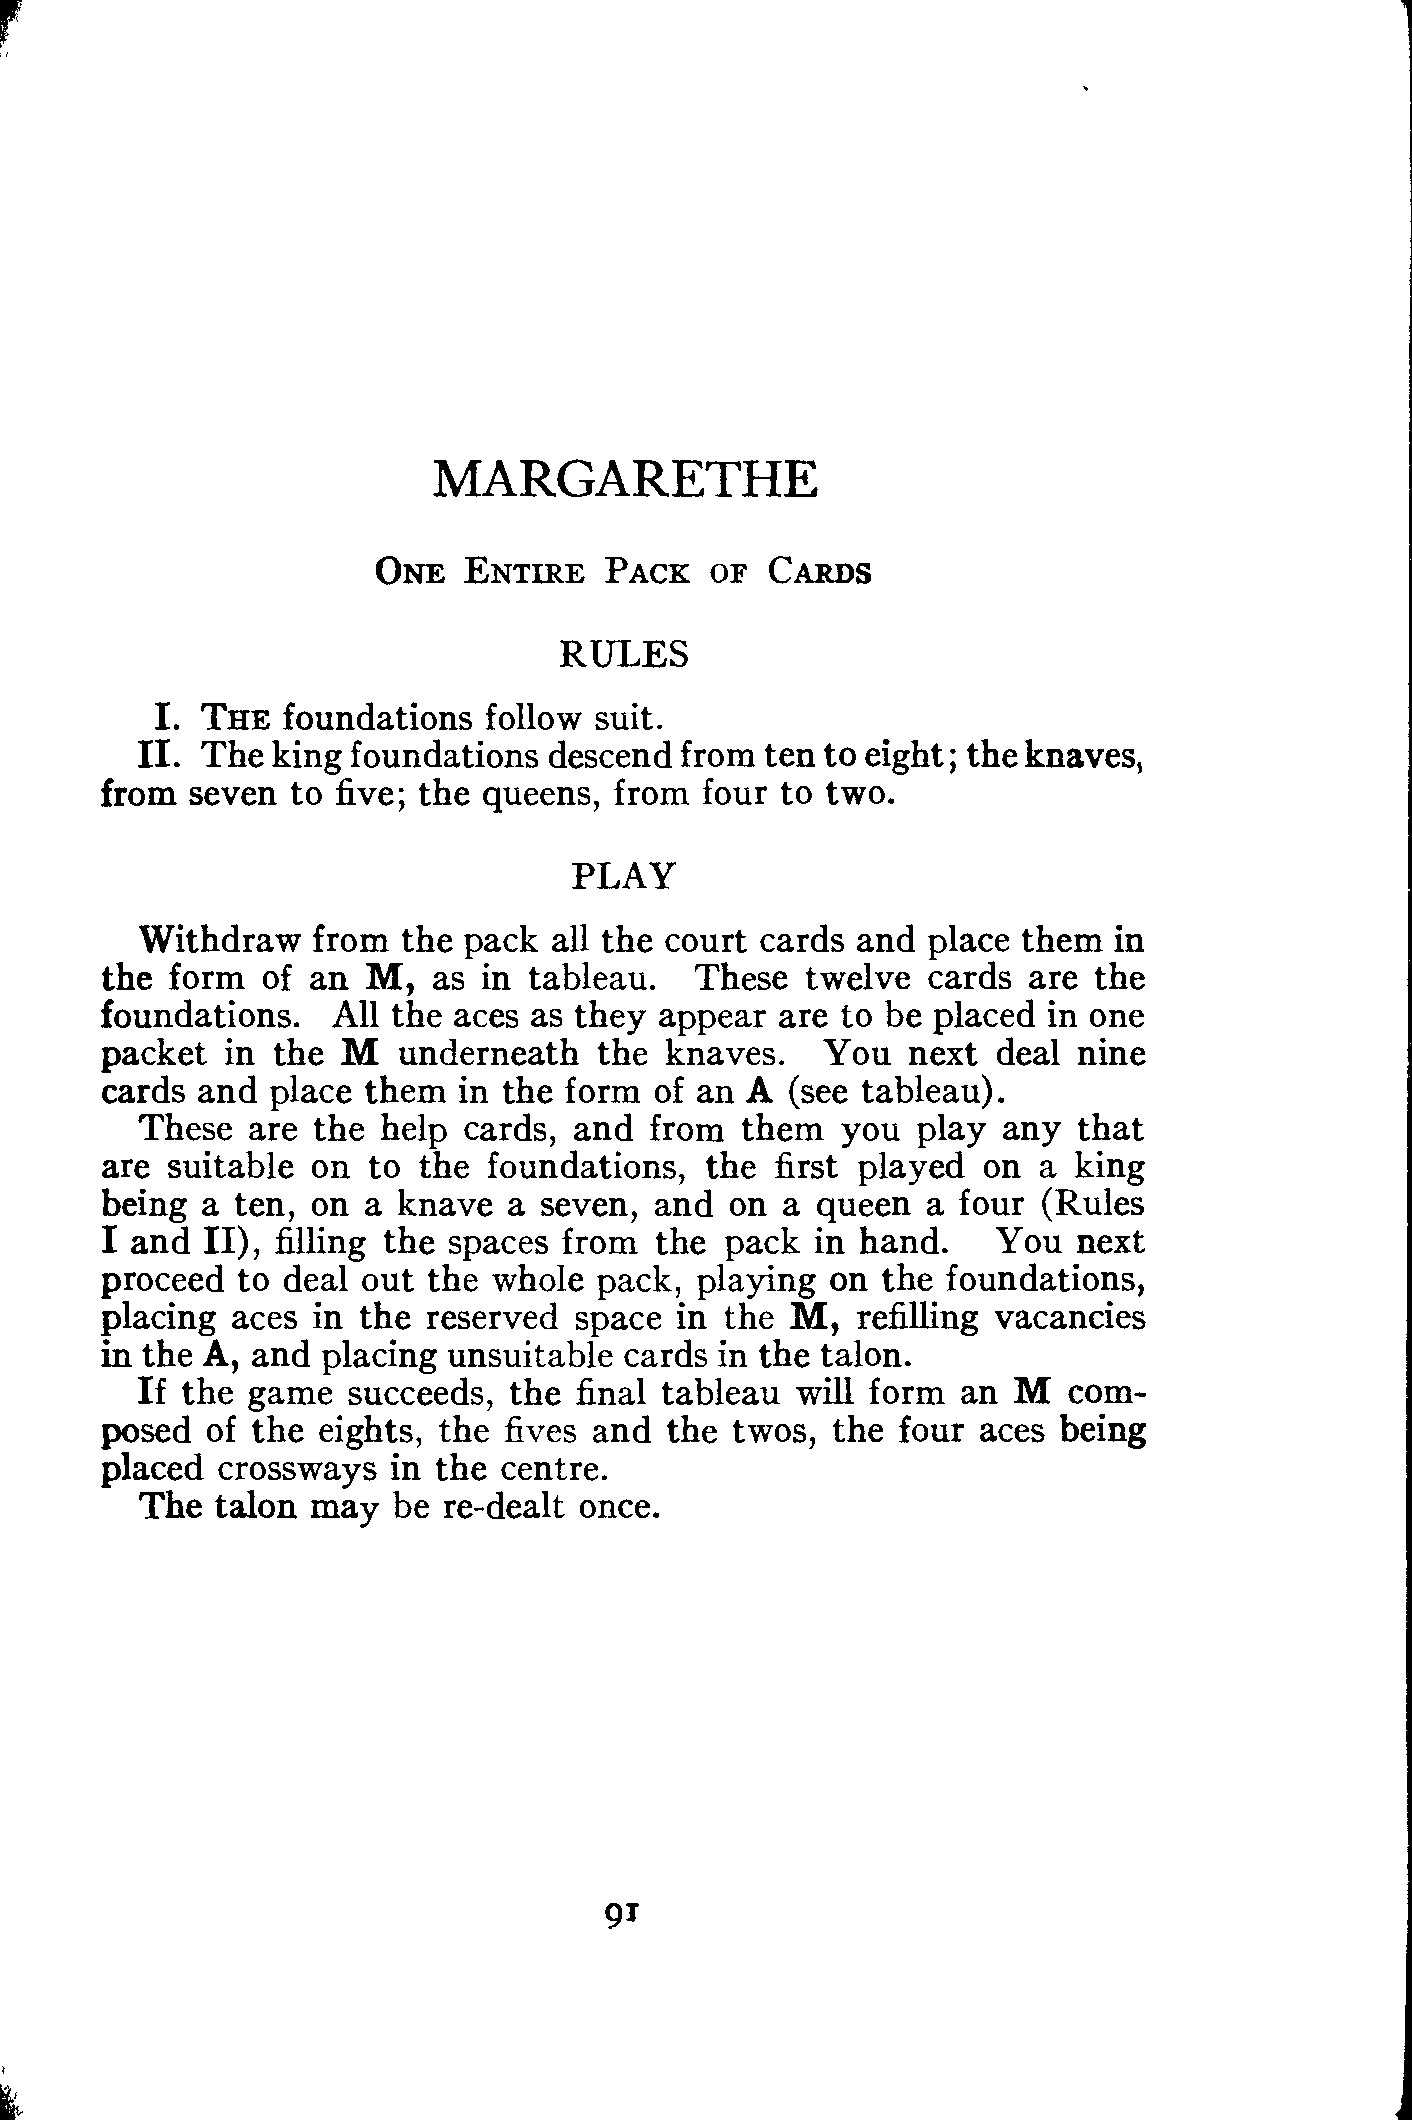 MARGARETHE
ONE ENTIRE PACK OF CARDS
RULES
I. THE foundations follow suit.
II. The king foundations descend from ten to eight; the knaves,
from seven to five; the queens, from four to two.
PLAY
Withdraw from the pack all the court cards and place them in
the form of an M, as in tableau. These twelve cards are the
foundations. All the aces as they appear are to be placed in one
packet in the M underneath the knaves. You next deal nine
cards and place them in the form of an A (see tableau).
These are the help cards, and from them you play any that
are suitable on to the foundations, the first played on a king
being a ten, on a knave a seven, and on a queen a four (Rules
I and II), filling the spaces from the pack in hand. You next
proceed to deal out the whole pack, playing on the foundations,
placing aces in the reserved space in the M, refilling vacancies
in the A, and placing unsuitable cards in the talon.
If the game succeeds, the final tableau will form an M com-
posed of the eights, the fives and the twos, the four aces being
placed crossways in the centre.
The talon may be re-dealt once.
91